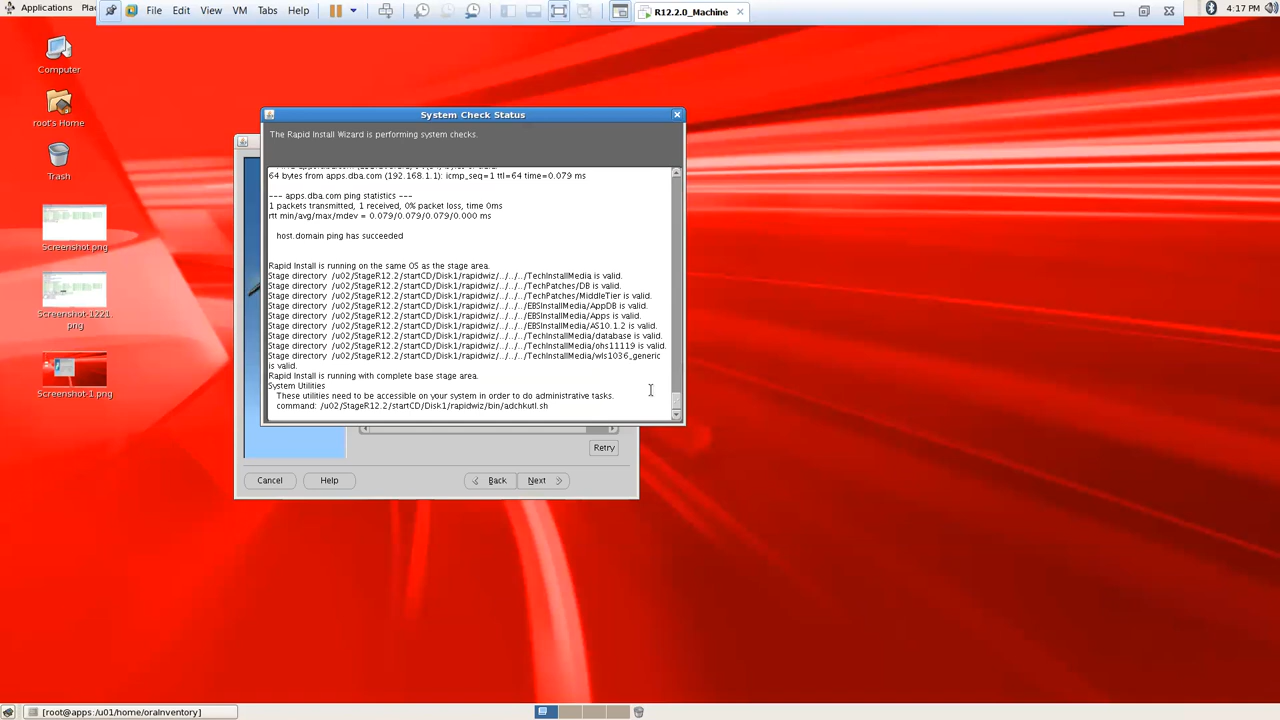 Applications Pla
File Edit View VM Tabs Help
R12.2.0_Machine
4:17 PM
Computer
root's Home
Trash
Screenshot.png
Screenshot-1221.
png
Screenshot-1.png
System Check Status
The Rapid Install Wizard is performing system checks.
64 bytes from apps.dba.com (192.168.1.1): icmp_seq=1 ttl=64 time=0.079 ms
--- apps.dba.com ping statistics ---
1 packets transmitted, 1 received, 0% packet loss, time 0ms
rtt min/avg/max/mdev = 0.079/0.079/0.079/0.000 ms
host.domain ping has succeeded
Rapid Install is running on the same OS as the stage area.
Stage directory /u02/StageR12.2/startCD/Disk1/rapidwiz/../../../TechInstallMedia is valid.
Stage directory /u02/StageR12.2/startCD/Disk1/rapidwiz/../../../TechPatches/DB is valid.
Stage directory /u02/StageR12.2/startCD/Disk1/rapidwiz/../../../TechPatches/MiddleTier is valid.
Stage directory /u02/StageR12.2/startCD/Disk1/rapidwiz/../../../EBSInstallMedia/AppDB is valid.
Stage directory /u02/StageR12.2/startCD/Disk1/rapidwiz/../../../EBSInstallMedia/Apps is valid.
Stage directory /u02/StageR12.2/startCD/Disk1/rapidwiz/../../../EBSInstallMedia/AS10.1.2 is valid.
Stage directory /u02/StageR12.2/startCD/Disk1/rapidwiz/../../../TechInstallMedia/database is valid.
Stage directory /u02/StageR12.2/startCD/Disk1/rapidwiz/../../../TechInstallMedia/ohs11119 is valid.
Stage directory /u02/StageR12.2/startCD/Disk1/rapidwiz/../../../TechInstallMedia/wls1036_generic
is valid.
Rapid Install is running with complete base stage area.
System Utilities
These utilities need to be accessible on your system in order to do administrative tasks.
command: /u02/StageR12.2/startCD/Disk1/rapidwiz/bin/adchkutl.sh
Retry
Cancel Help Back Next
[root@apps:/u01/home/oraInventory]